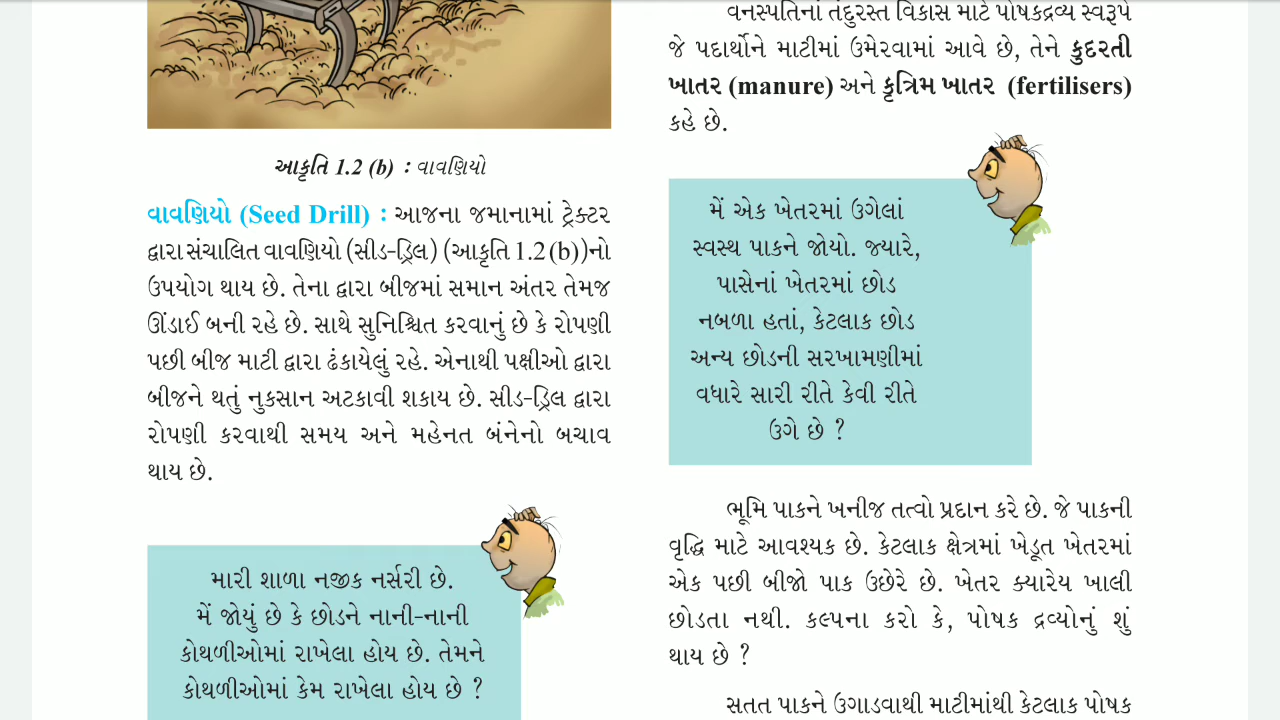 આકૃતિ 1.2 (b) : વાવણિયો
વાવણિયો (Seed Drill) : આજના જમાનામાં ટ્રેક્ટર
દ્વારા સંચાલિત વાવણિયો (સીડ-ડ્રિલ) (આકૃતિ 1.2 (b))નો
ઉપયોગ થાય છે. તેના દ્વારા બીજમાં સમાન અંતર તેમજ
ઊંડાઈ બની રહે છે. સાથે સુનિશ્ચિત કરવાનું છે કે રોપણી
પછી બીજ માટી દ્વારા ઢંકાયેલું રહે. એનાથી પક્ષીઓ દ્વારા
બીજને થતું નુકસાન અટકાવી શકાય છે. સીડ-ડ્રિલ દ્વારા
રોપણી કરવાથી સમય અને મહેનત બંનેનો બચાવ
થાય છે.
મારી શાળા નજીક નર્સરી છે.
મેં જોયું છે કે છોડને નાની-નાની
કોથળીઓમાં રાખેલા હોય છે. તેમને
કોથળીઓમાં કેમ રાખેલા હોય છે ?
વનસ્પતિનાં તંદુરસ્ત વિકાસ માટે પોષકદ્રવ્ય સ્વરૂપે
જે પદાર્થોને માટીમાં ઉમેરવામાં આવે છે, તેને કુદરતી
ખાતર (manure) અને કૃત્રિમ ખાતર (fertilisers)
કહે છે.
મેં એક ખેતરમાં ઉગેલાં
સ્વસ્થ પાકને જોયો. જ્યારે,
પાસેનાં ખેતરમાં છોડ
નબળા હતાં, કેટલાક છોડ
અન્ય છોડની સરખામણીમાં
વધારે સારી રીતે કેવી રીતે
ઉગે છે ?
ભૂમિ પાકને ખનીજ તત્વો પ્રદાન કરે છે. જે પાકની
વૃદ્ધિ માટે આવશ્યક છે. કેટલાક ક્ષેત્રમાં ખેડૂત ખેતરમાં
એક પછી બીજો પાક ઉછેરે છે. ખેતર ક્યારેય ખાલી
છોડતા નથી. કલ્પના કરો કે, પોષક દ્રવ્યોનું શું
થાય છે ?
સતત પાકને ઉગાડવાથી માટીમાંથી કેટલાક પોષક